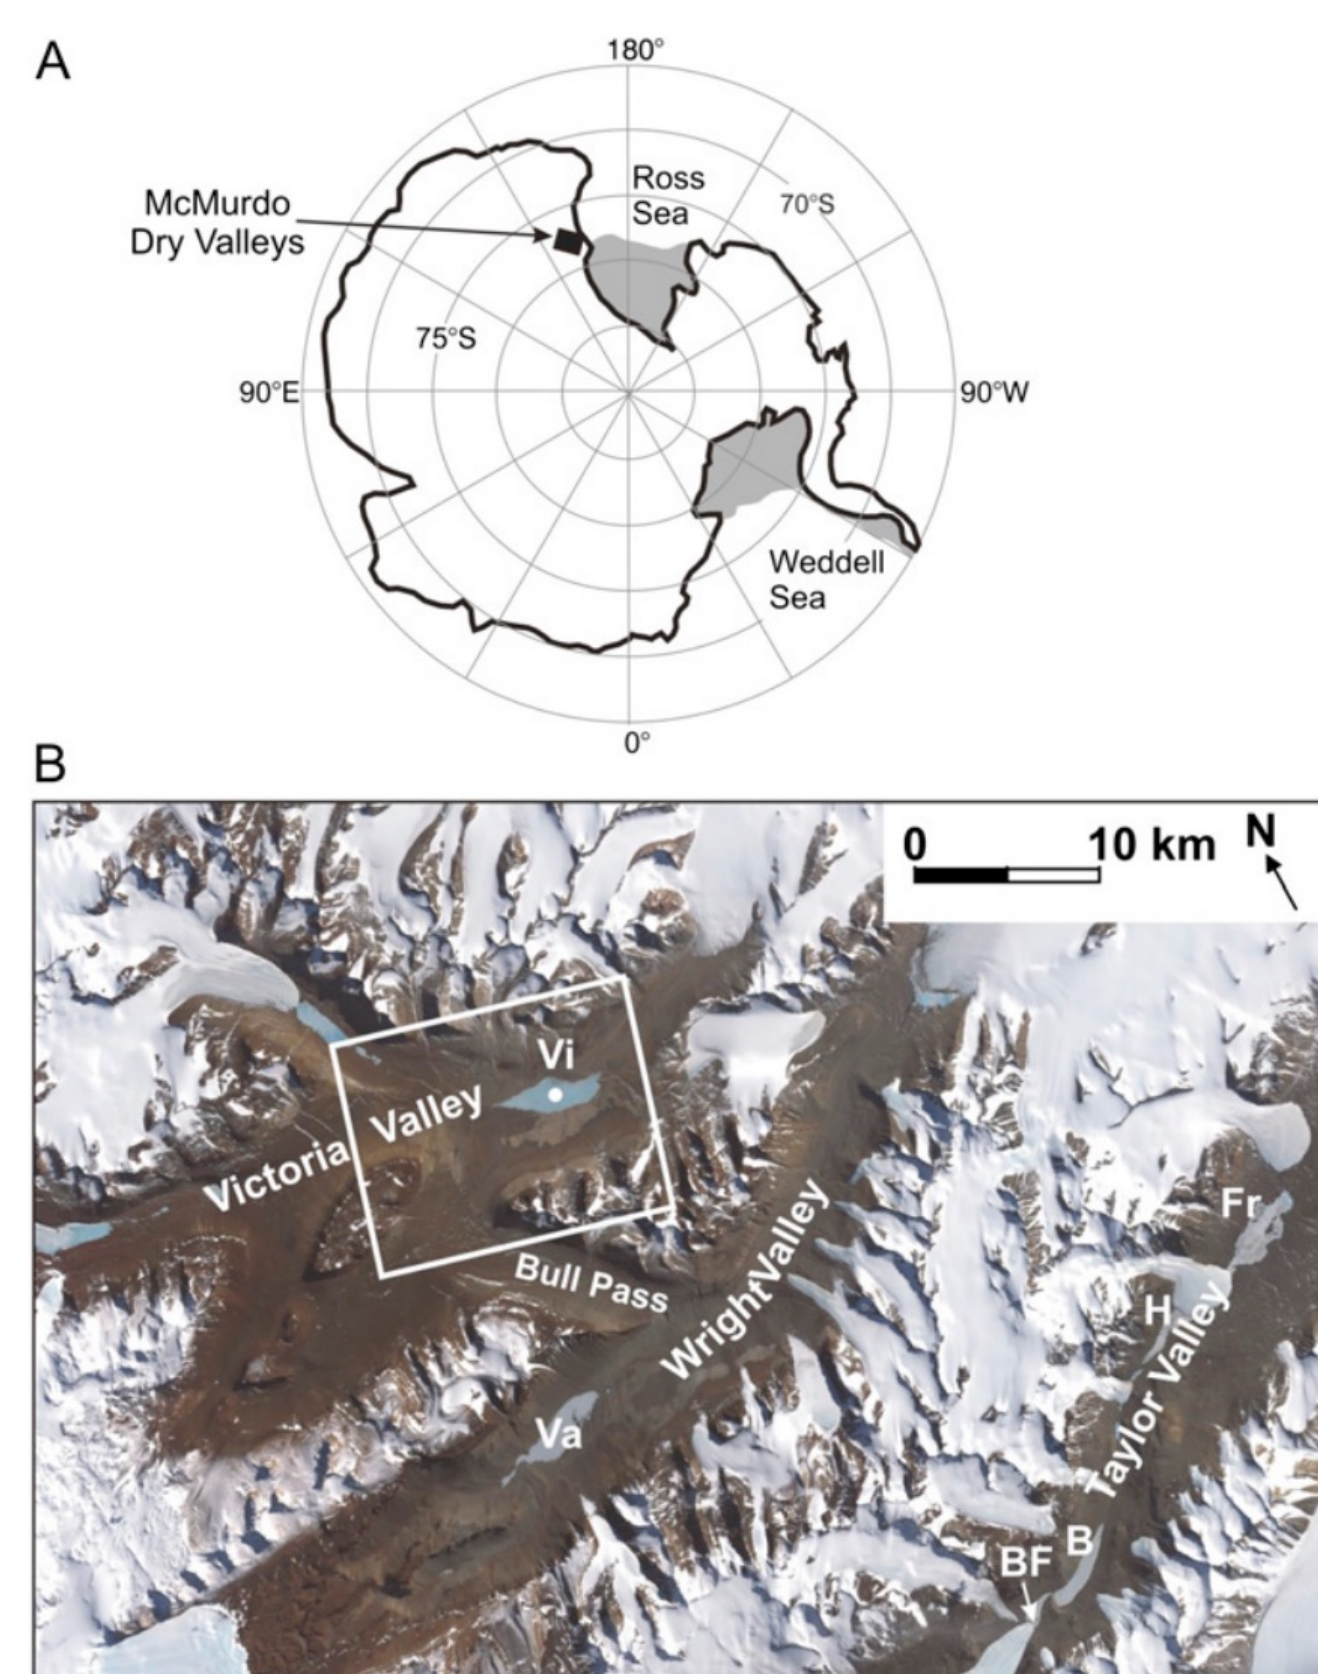 A
180°
Ross
Sea
70°S
McMurdo
Dry Valleys
75°S
90°E
90°W
Weddell
Sea
0°
B
0 10 km N
Vi
Victoria Valley
Fr
Bull Pass
Wright Valley
H
Taylor Valley
Va
B
BF